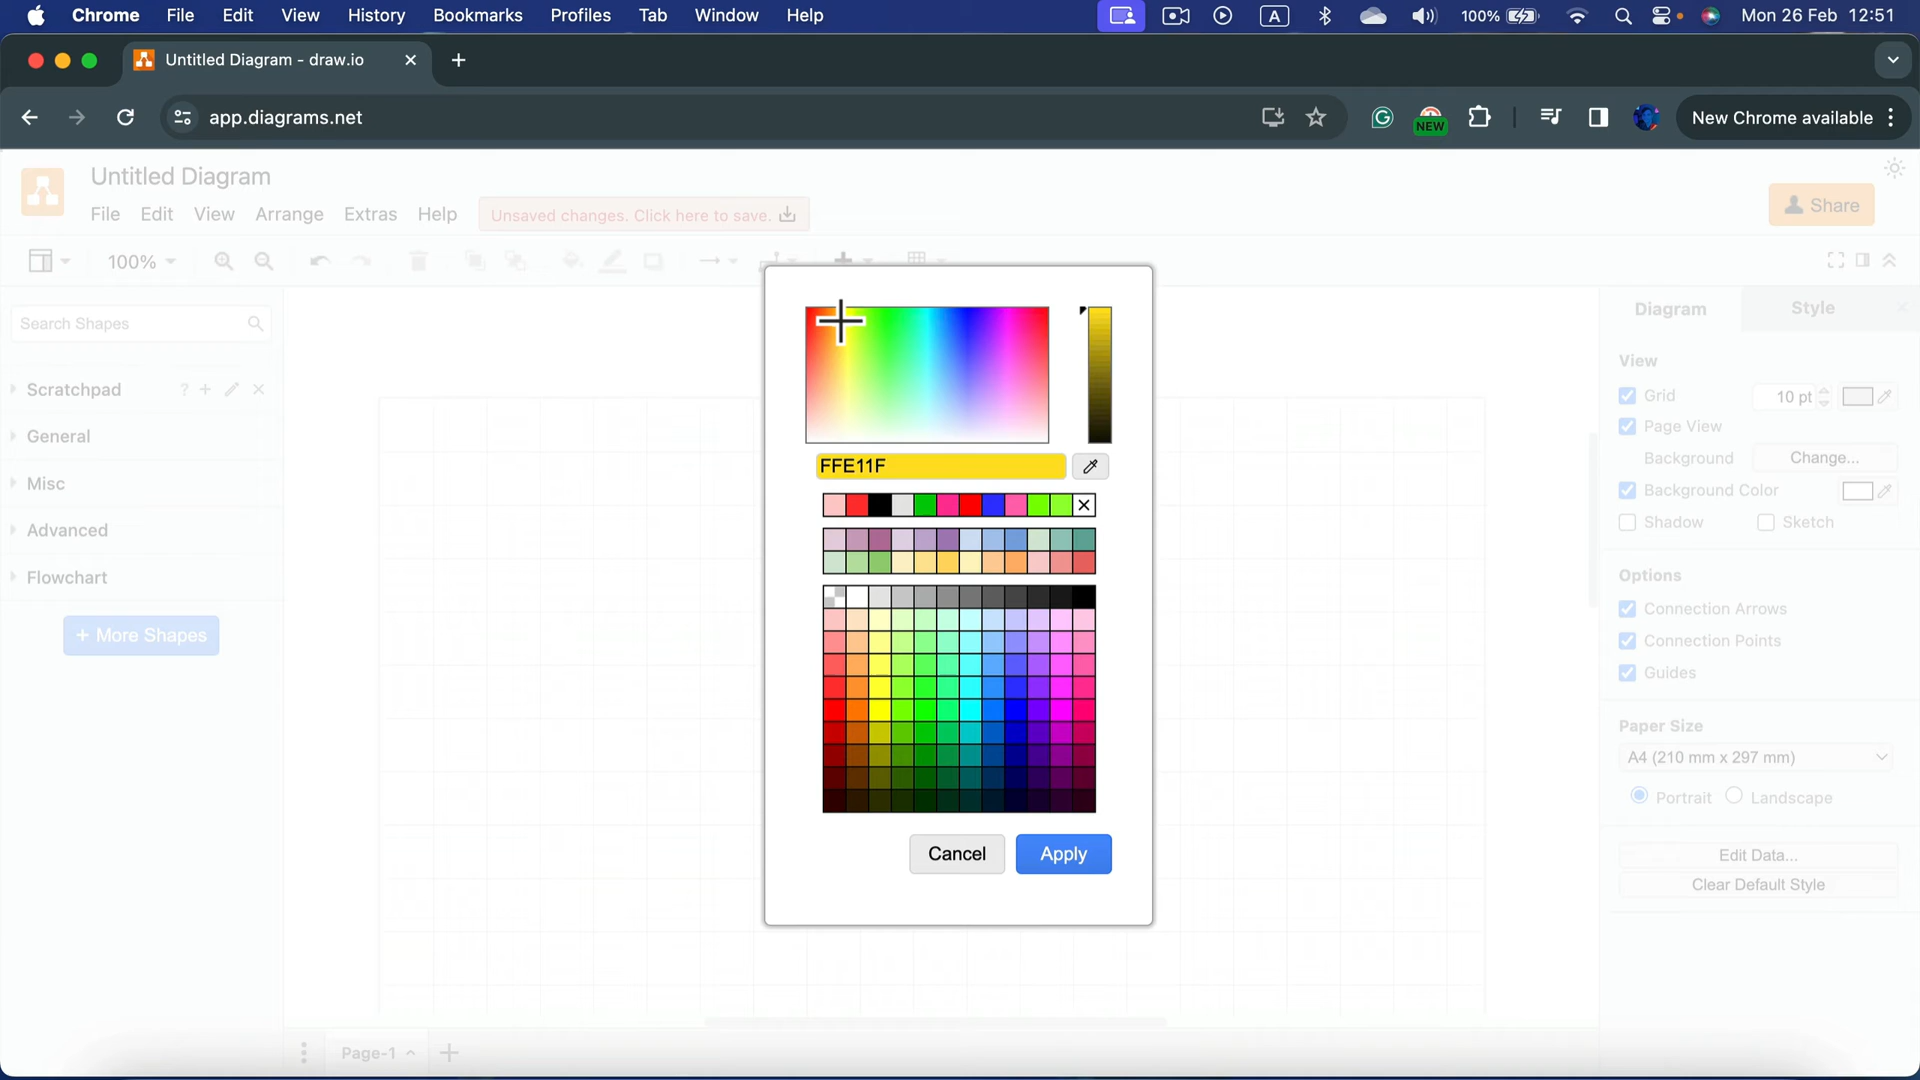 Chrome File Edit View History Bookmarks Profiles Tab Window Help A 100% Mon 26 Feb 12:51
Untitled Diagram - draw.io
app.diagrams.net NEW New Chrome available
Untitled Diagram
File Edit View Arrange Extras Help Unsaved changes. Click here to save. Share
100%
Search Shapes
Scratchpad ?
General
Misc
Advanced
Flowchart
+ More Shapes
FFE11F
Cancel Apply
Diagram Style
View
Grid 10 pt
Page View
Background Change...
Background Color
Shadow Sketch
Options
Connection Arrows
Connection Points
Guides
Paper Size
A4 (210 mm x 297 mm)
Portrait Landscape
Edit Data...
Clear Default Style
Page-1